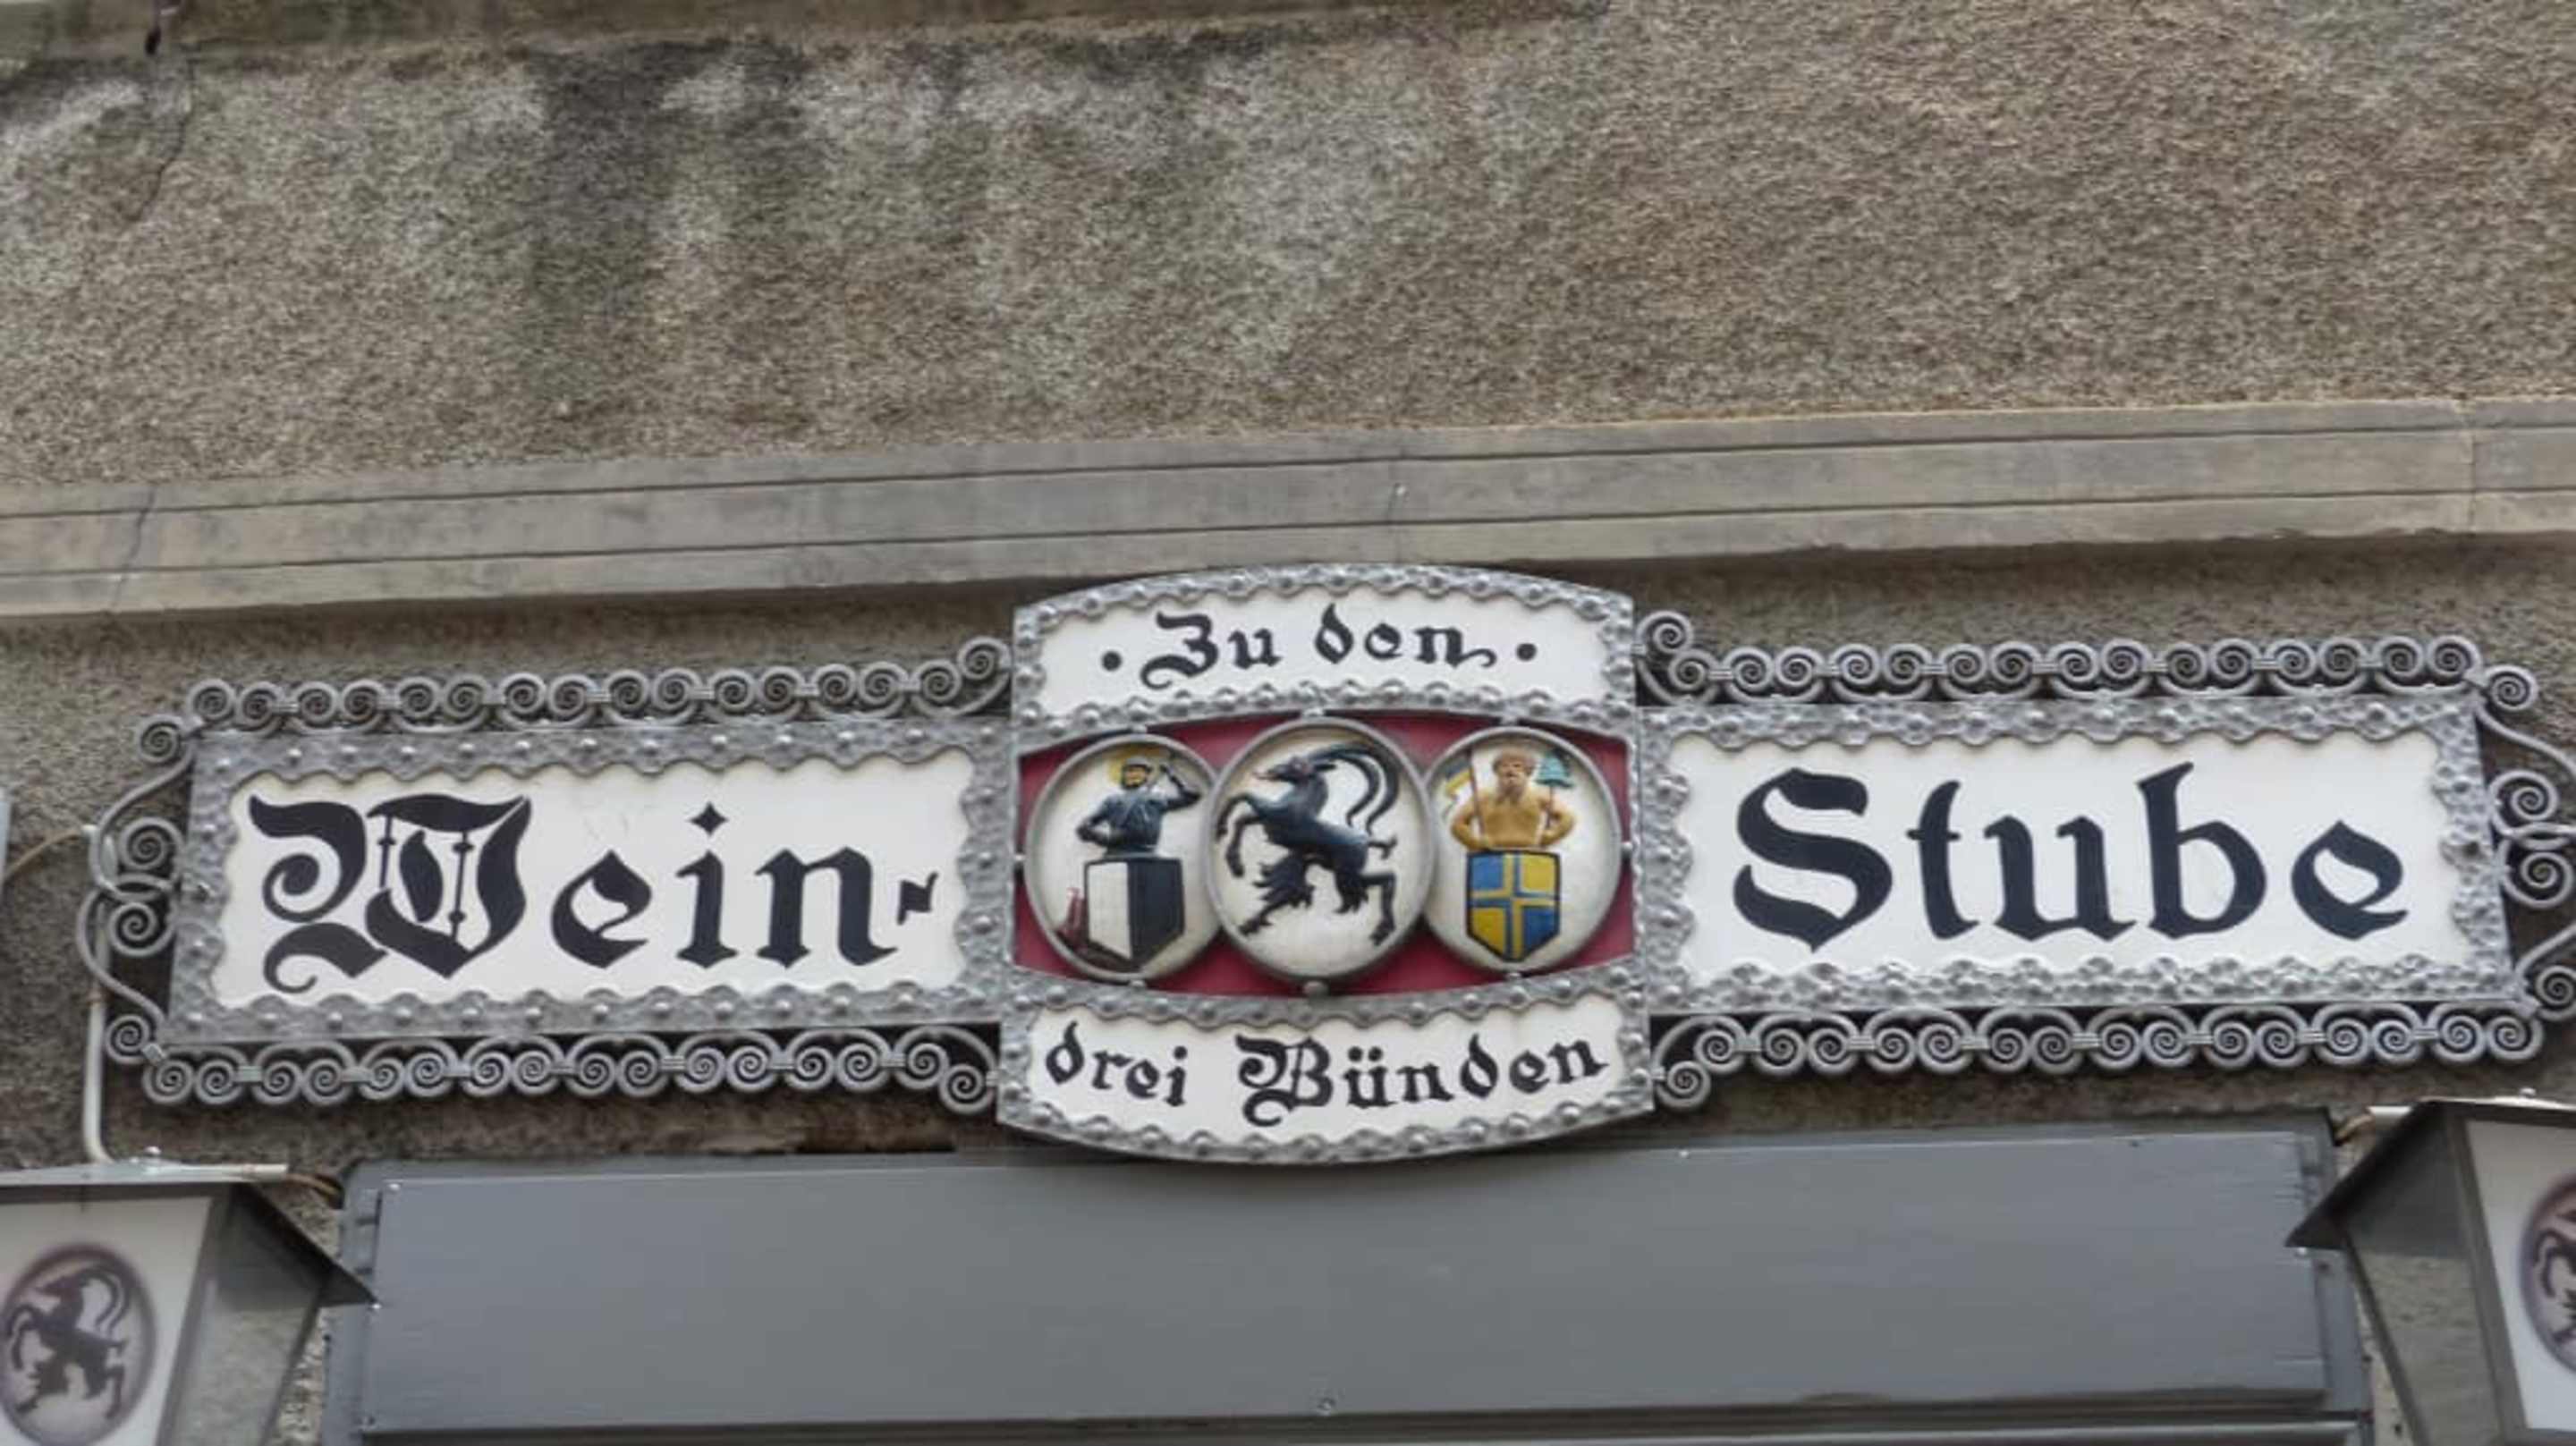 · Zu den ·
Wein-
Stube
drei Bünden